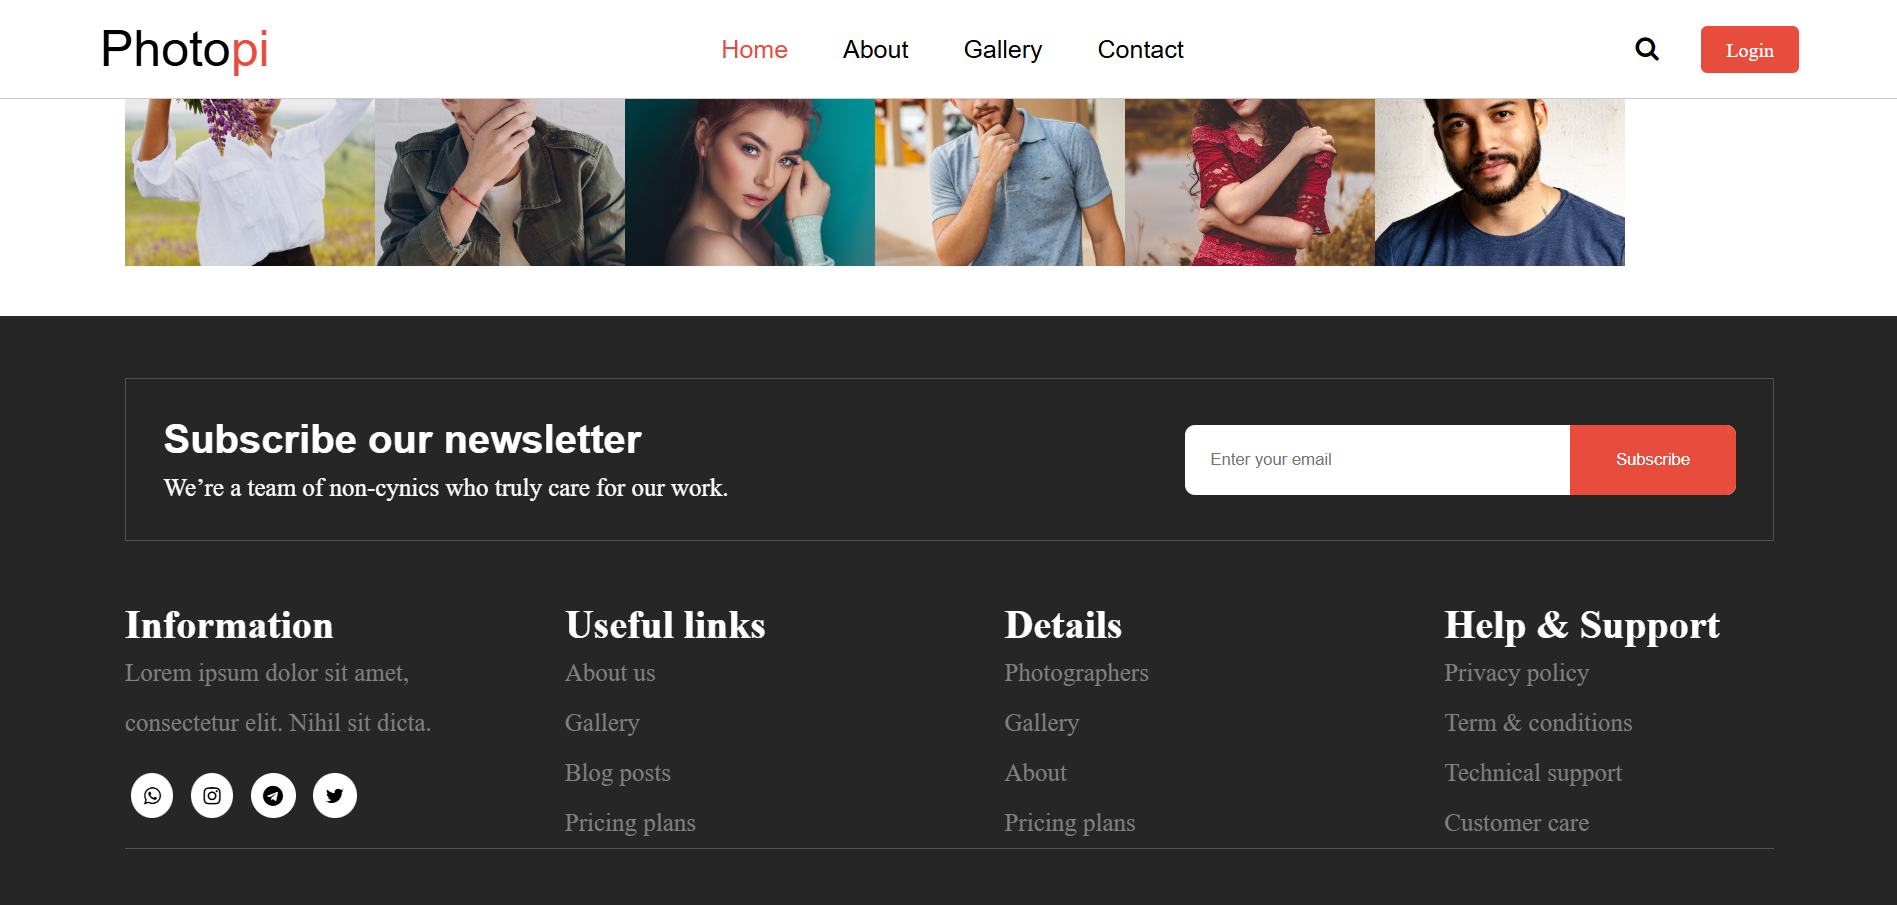 Photopi
Home About Gallery Contact
Login
Subscribe our newsletter
We’re a team of non-cynics who truly care for our work.
Enter your email
Subscribe
Information
Lorem ipsum dolor sit amet,
consectetur elit. Nihil sit dicta.
Useful links
About us
Gallery
Blog posts
Pricing plans
Details
Photographers
Gallery
About
Pricing plans
Help & Support
Privacy policy
Term & conditions
Technical support
Customer care